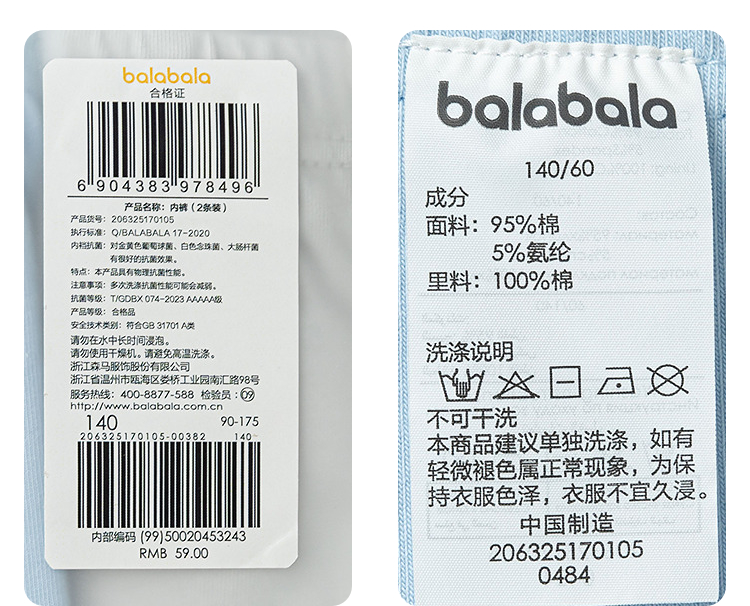 balabala
合格证
6 904383 978496
产品名称：内裤（2条装）
产品货号：206325170105
执行标准：Q/BALABALA 17-2020
内裆抗菌：对金黄色葡萄球菌、白色念珠菌、大肠杆菌
有很好的抗菌效果。
特点：本产品具有物理抗菌性能。
注意事项：多次洗涤抗菌性能可能会减弱。
抗菌等级：T/GDBX 074-2023 AAAAA级
产品等级：合格品
安全技术类别：符合GB 31701 A类
请勿在水中长时间浸泡。
请勿使用干燥机。请避免高温洗涤。
浙江森马服饰股份有限公司
浙江省温州市瓯海区娄桥工业园南汇路98号
服务热线：400-8877-588 检验员：09
http://www.balabala.com.cn
140 90-175
206325170105-00382 140
内部编码 (99)50020453243
RMB 59.00
balabala
140/60
成分
面料：95%棉
5%氨纶
里料：100%棉
洗涤说明
不可干洗
本商品建议单独洗涤，如有
轻微褪色属正常现象，为保
持衣服色泽，衣服不宜久浸。
中国制造
206325170105
0484